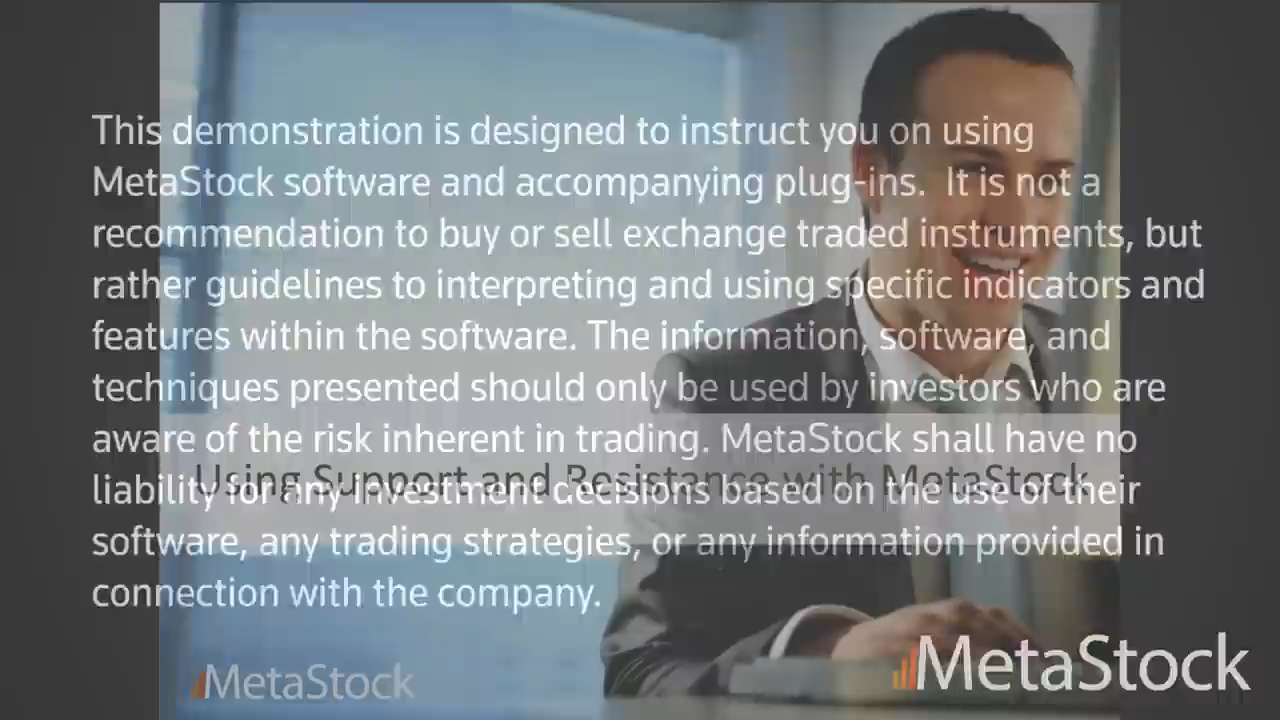 This demonstration is designed to instruct you on using
MetaStock software and accompanying plug-ins. It is not a
recommendation to buy or sell exchange traded instruments, but
rather guidelines to interpreting and using specific indicators and
features within the software. The information, software, and
techniques presented should only be used by investors who are
aware of the risk inherent in trading. MetaStock shall have no
Using Support and Resistance with MetaStock
liability for any investment decisions based on the use of their
software, any trading strategies, or any information provided in
connection with the company.
MetaStock
MetaStock